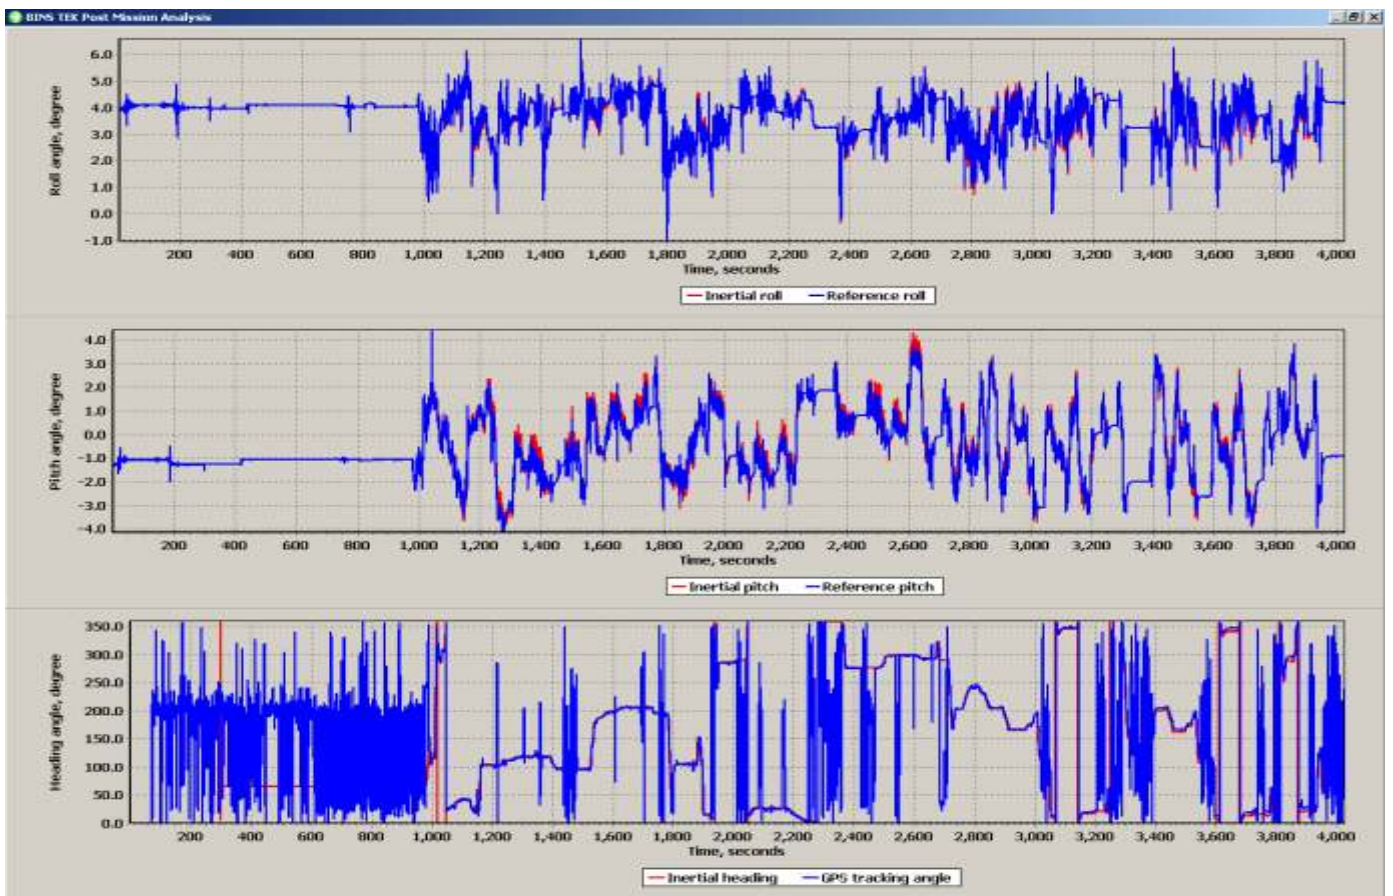 BINS TEK Post Mission Analysis
6.0
5.0
4.0
3.0
2.0
1.0
0.0
-1.0
Roll angle, degree
200 400 600 800 1,000 1,200 1,400 1,600 1,800 2,000 2,200 2,400 2,600 2,800 3,000 3,200 3,400 3,600 3,800 4,000
Time, seconds
Inertial roll Reference roll
4.0
3.0
2.0
1.0
0.0
-1.0
-2.0
-3.0
-4.0
Pitch angle, degree
200 400 600 800 1,000 1,200 1,400 1,600 1,800 2,000 2,200 2,400 2,600 2,800 3,000 3,200 3,400 3,600 3,800 4,000
Time, seconds
Inertial pitch Reference pitch
350.0
300.0
250.0
200.0
150.0
100.0
50.0
0.0
Heading angle, degree
200 400 600 800 1,000 1,200 1,400 1,600 1,800 2,000 2,200 2,400 2,600 2,800 3,000 3,200 3,400 3,600 3,800 4,000
Time, seconds
Inertial heading GPS tracking angle